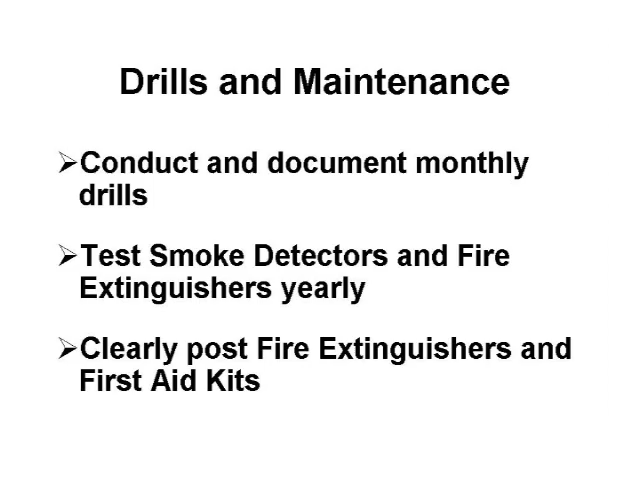 Drills and Maintenance
➢Conduct and document monthly
drills
➢Test Smoke Detectors and Fire
Extinguishers yearly
➢Clearly post Fire Extinguishers and
First Aid Kits